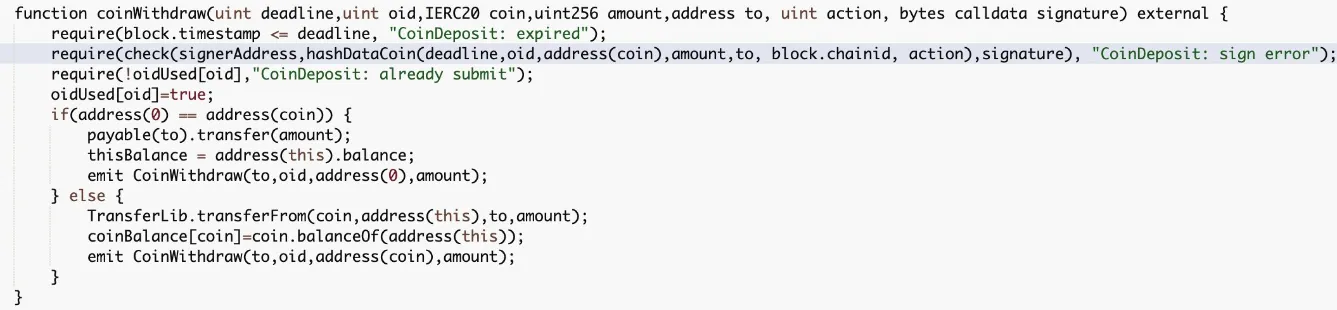 function coinWithdraw(uint deadline,uint oid,IERC20 coin,uint256 amount,address to, uint action, bytes calldata signature) external {
require(block.timestamp <= deadline, "CoinDeposit: expired");
require(check(signerAddress,hashDataCoin(deadline,oid,address(coin),amount,to, block.chainid, action),signature), "CoinDeposit: sign error");
require(!oidUsed[oid],"CoinDeposit: already submit");
oidUsed[oid]=true;
if(address(0) == address(coin)) {
payable(to).transfer(amount);
thisBalance = address(this).balance;
emit CoinWithdraw(to,oid,address(0),amount);
} else {
TransferLib.transferFrom(coin,address(this),to,amount);
coinBalance[coin]=coin.balanceOf(address(this));
emit CoinWithdraw(to,oid,address(coin),amount);
}
}